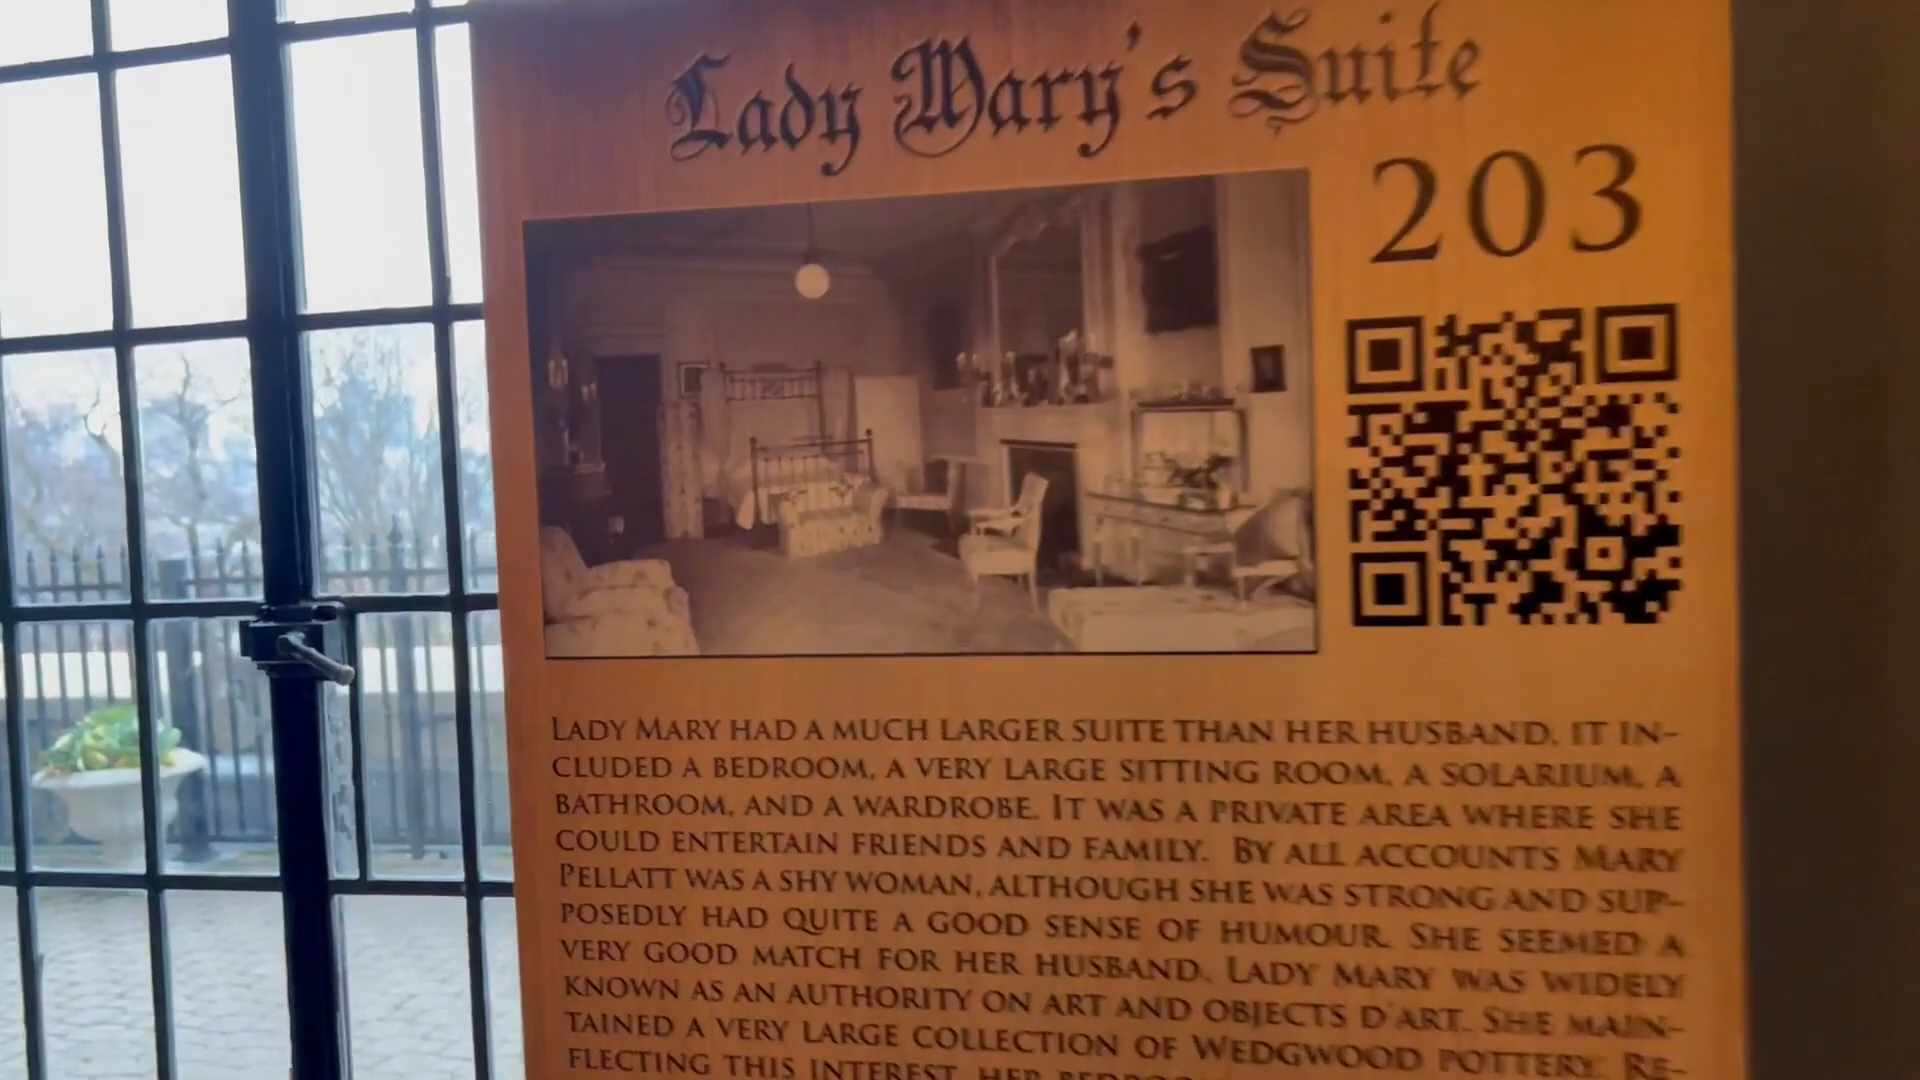 Lady Mary's Suite
203
LADY MARY HAD A MUCH LARGER SUITE THAN HER HUSBAND. IT IN-
CLUDED A BEDROOM, A VERY LARGE SITTING ROOM, A SOLARIUM, A
BATHROOM, AND A WARDROBE. IT WAS A PRIVATE AREA WHERE SHE
COULD ENTERTAIN FRIENDS AND FAMILY. BY ALL ACCOUNTS MARY
PELLATT WAS A SHY WOMAN, ALTHOUGH SHE WAS STRONG AND SUP-
POSEDLY HAD QUITE A GOOD SENSE OF HUMOUR. SHE SEEMED A
VERY GOOD MATCH FOR HER HUSBAND. LADY MARY WAS WIDELY
KNOWN AS AN AUTHORITY ON ART AND OBJECTS D'ART. SHE MAIN-
TAINED A VERY LARGE COLLECTION OF WEDGWOOD POTTERY. RE-
FLECTING THIS INTEREST, HER